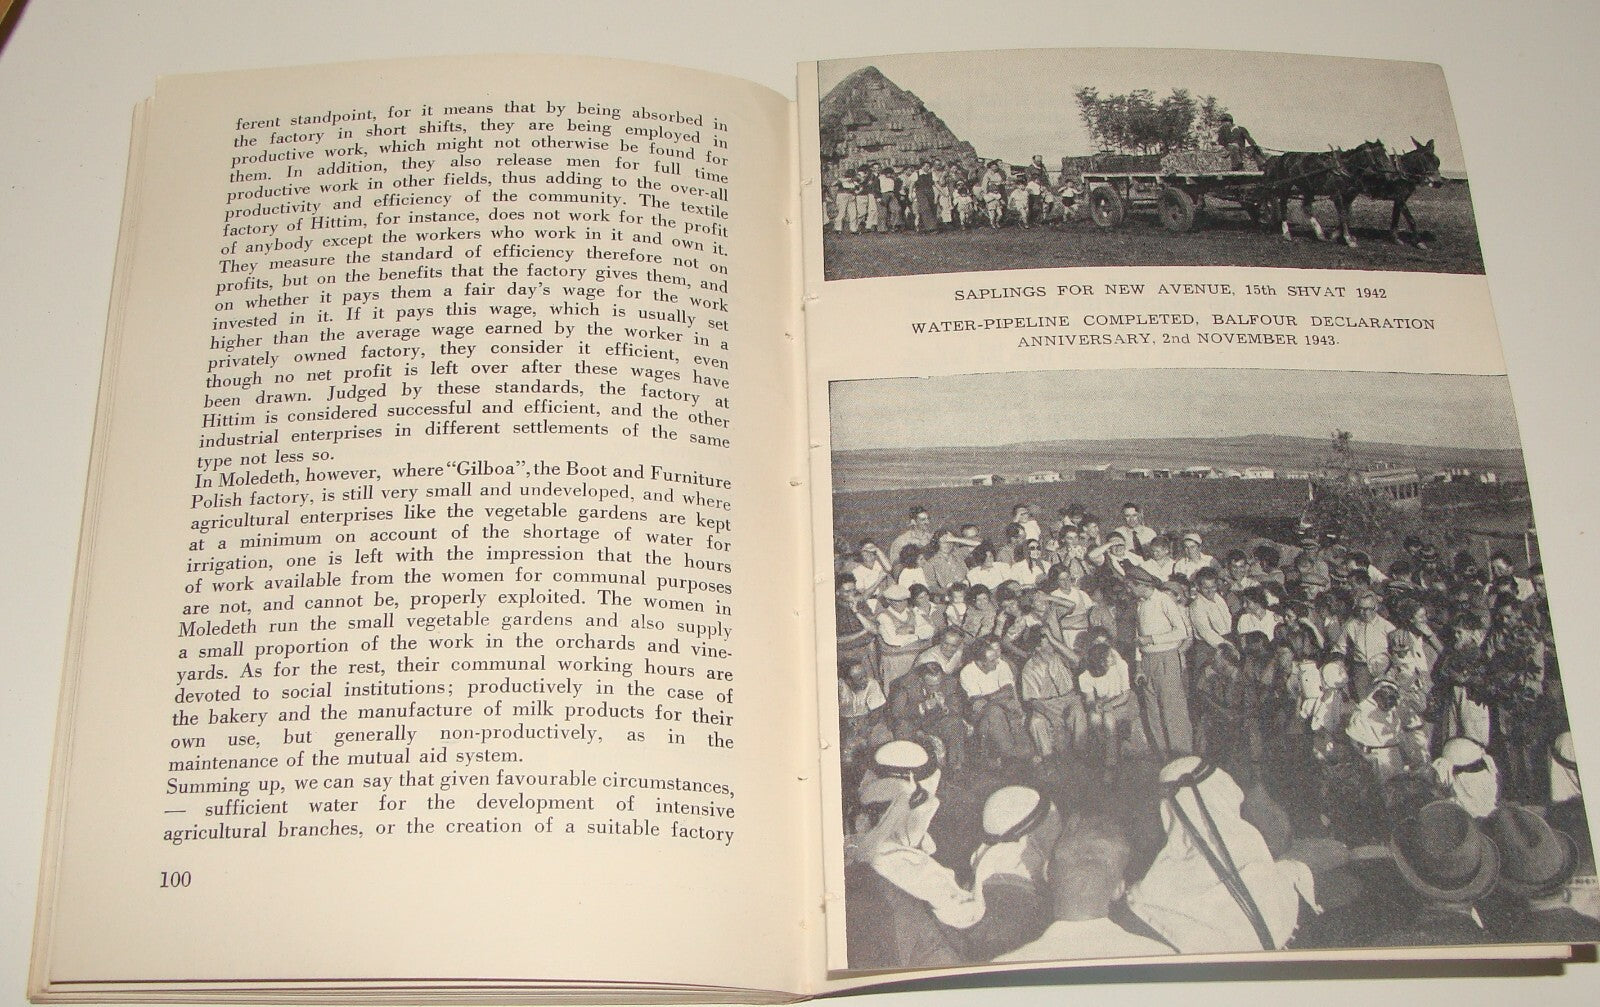 ferent standpoint, for it means that by being absorbed in
the factory in short shifts, they are being employed in
productive work, which might not otherwise be found for
them. In addition, they also release men for full time
productive work in other fields, thus adding to the over-all
productivity and efficiency of the community. The textile
factory of Hittim, for instance, does not work for the profit
of anybody except the workers who work in it and own it.
They measure the standard of efficiency therefore not on
profits, but on the benefits that the factory gives them, and
on whether it pays them a fair day's wage for the work
invested in it. If it pays this wage, which is usually set
higher than the average wage earned by the worker in a
privately owned factory, they consider it efficient, even
though no net profit is left over after these wages have
been drawn. Judged by these standards, the factory at
Hittim is considered successful and efficient, and the other
industrial enterprises in different settlements of the same
type not less so.
In Moledeth, however, where "Gilboa", the Boot and Furniture
Polish factory, is still very small and undeveloped, and where
agricultural enterprises like the vegetable gardens are kept
at a minimum on account of the shortage of water for
irrigation, one is left with the impression that the hours
of work available from the women for communal purposes
are not, and cannot be, properly exploited. The women in
Moledeth run the small vegetable gardens and also supply
a small proportion of the work in the orchards and vine-
yards. As for the rest, their communal working hours are
devoted to social institutions; productively in the case of
the bakery and the manufacture of milk products for their
own use, but generally non-productively, as in the
maintenance of the mutual aid system.
Summing up, we can say that given favourable circumstances,
— sufficient water for the development of intensive
agricultural branches, or the creation of a suitable factory
100
SAPLINGS FOR NEW AVENUE, 15th SHVAT 1942
WATER-PIPELINE COMPLETED, BALFOUR DECLARATION
ANNIVERSARY, 2nd NOVEMBER 1943.